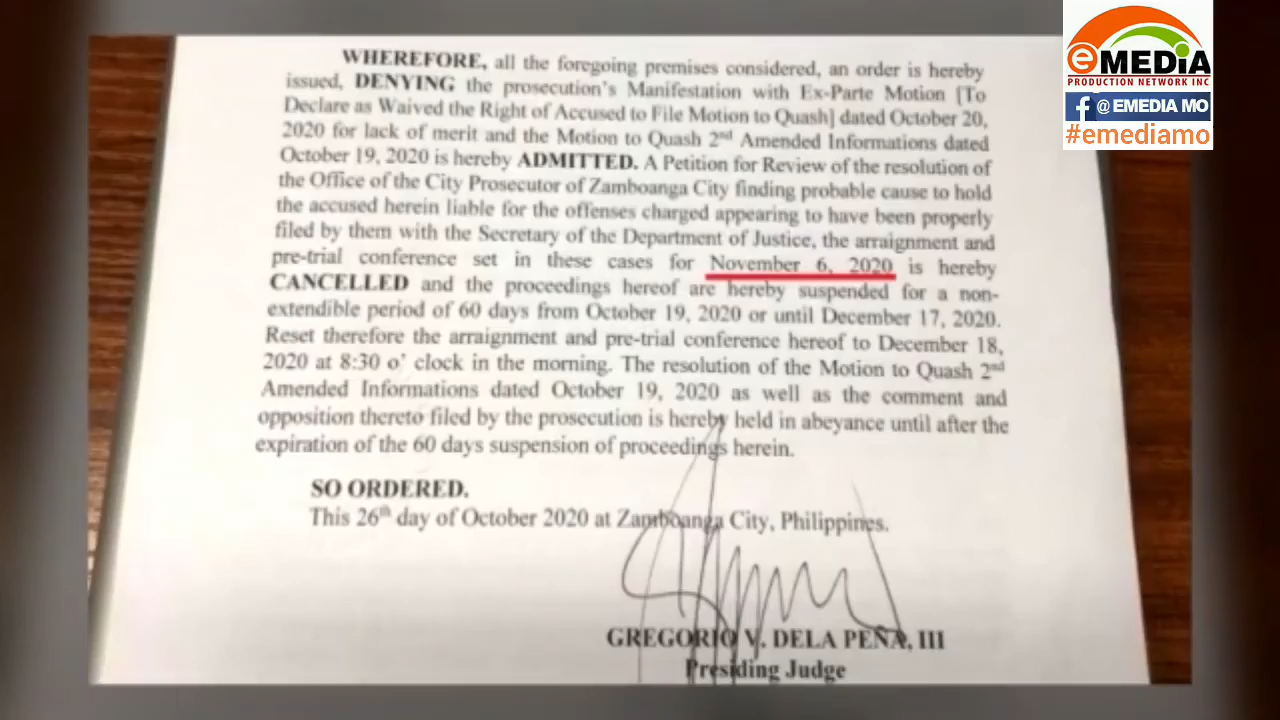 eMEDIA
PRODUCTION NETWORK INC
f @ EMEDIA MO
#emediamo
WHEREFORE, all the foregoing premises considered, an order is hereby
issued, DENYING the prosecution's Manifestation with Ex-Parte Motion [To
Declare as Waived the Right of Accused to File Motion to Quash] dated October 20,
2020 for lack of merit and the Motion to Quash 2nd Amended Informations dated
October 19, 2020 is hereby ADMITTED. A Petition for Review of the resolution of
the Office of the City Prosecutor of Zamboanga City finding probable cause to hold
the accused herein liable for the offenses charged appearing to have been properly
filed by them with the Secretary of the Department of Justice, the arraignment and
pre-trial conference set in these cases for November 6, 2020 is hereby
CANCELLED and the proceedings hereof are hereby suspended for a non-
extendible period of 60 days from October 19, 2020 or until December 17, 2020.
Reset therefore the arraignment and pre-trial conference hereof to December 18,
2020 at 8:30 o' clock in the morning. The resolution of the Motion to Quash 2nd
Amended Informations dated October 19, 2020 as well as the comment and
opposition thereto filed by the prosecution is hereby held in abeyance until after the
expiration of the 60 days suspension of proceedings herein.
SO ORDERED.
This 26th day of October 2020 at Zamboanga City, Philippines.
GREGORIO V. DELA PEÑA, III
Presiding Judge